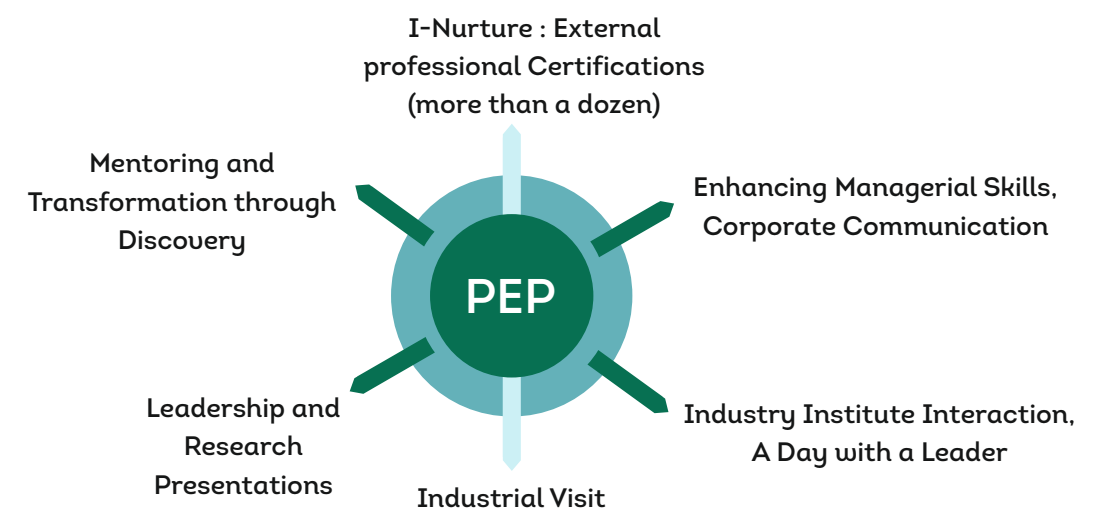 I-Nurture : External
professional Certifications
(more than a dozen)
Mentoring and
Transformation through
Discovery
Enhancing Managerial Skills,
Corporate Communication
PEP
Leadership and
Research
Presentations
Industry Institute Interaction,
A Day with a Leader
Industrial Visit